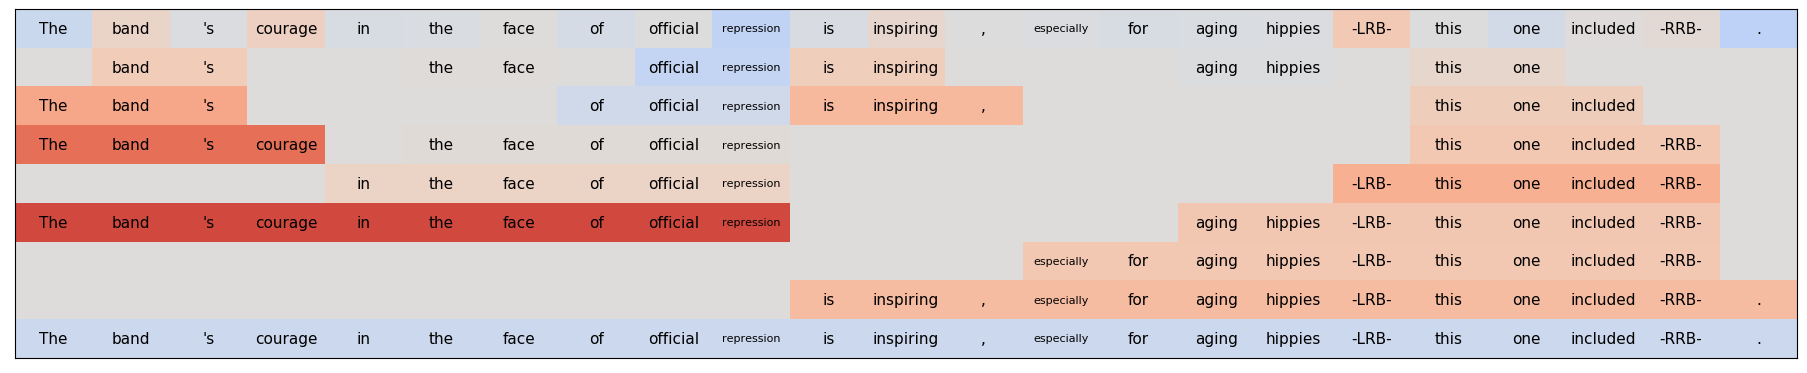 The band 's courage in the face of official repression is inspiring , especially for aging hippies -LRB- this one included -RRB- .
band 's the face official repression is inspiring aging hippies this one
The band 's of official repression is inspiring , this one included
The band 's courage the face of official repression this one included -RRB-
in the face of official repression -LRB- this one included -RRB-
The band 's courage in the face of official repression aging hippies -LRB- this one included -RRB-
especially for aging hippies -LRB- this one included -RRB-
is inspiring , especially for aging hippies -LRB- this one included -RRB- .
The band 's courage in the face of official repression is inspiring , especially for aging hippies -LRB- this one included -RRB- .